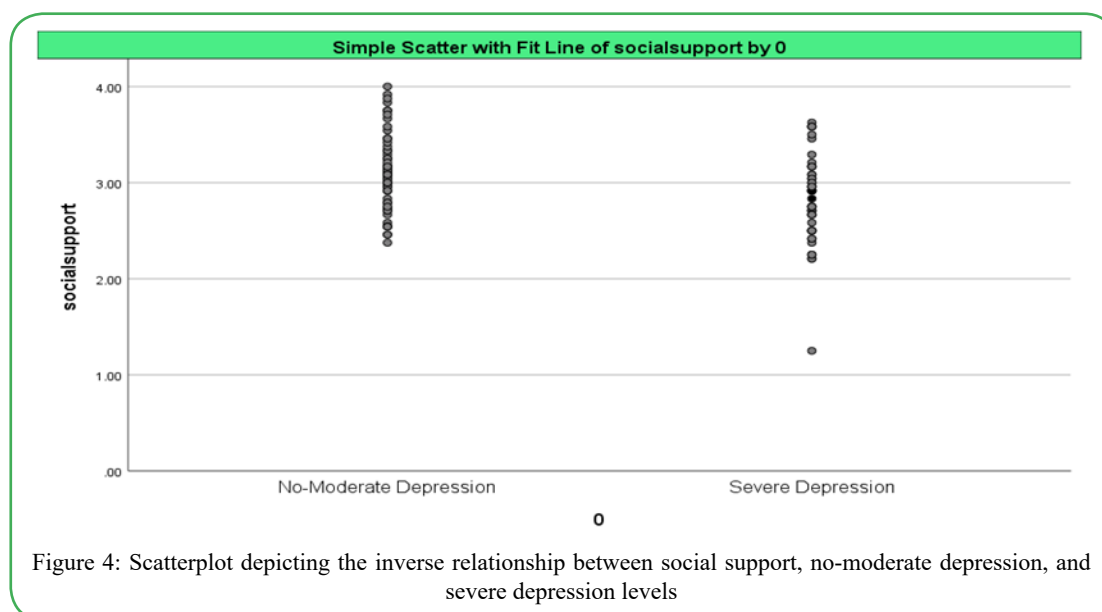 Simple Scatter with Fit Line of socialsupport by 0
4.00
3.00
2.00
1.00
.00
socialsupport
No-Moderate Depression
Severe Depression
0
Figure 4: Scatterplot depicting the inverse relationship between social support, no-moderate depression, and
severe depression levels